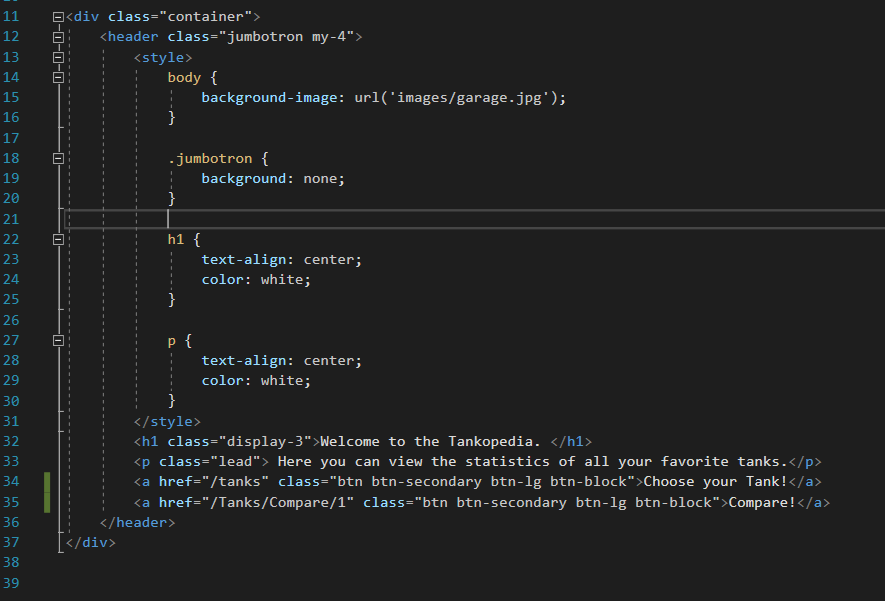 11 <div class="container">
12 <header class="jumbotron my-4">
13 <style>
14 body {
15 background-image: url('images/garage.jpg');
16 }
17
18 .jumbotron {
19 background: none;
20 }
21
22 h1 {
23 text-align: center;
24 color: white;
25 }
26
27 p {
28 text-align: center;
29 color: white;
30 }
31 </style>
32 <h1 class="display-3">Welcome to the Tankopedia. </h1>
33 <p class="lead"> Here you can view the statistics of all your favorite tanks.</p>
34 <a href="/tanks" class="btn btn-secondary btn-lg btn-block">Choose your Tank!</a>
35 <a href="/Tanks/Compare/1" class="btn btn-secondary btn-lg btn-block">Compare!</a>
36 </header>
37 </div>
38
39